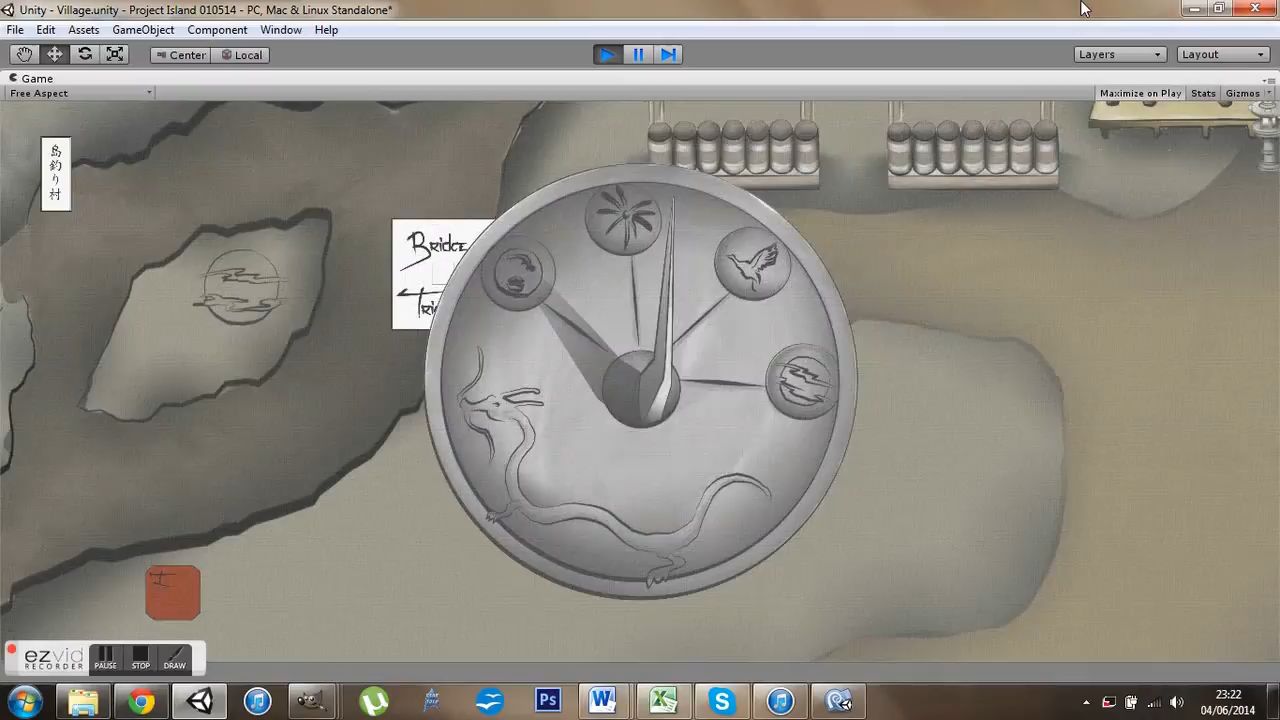 Unity - Village.unity - Project Island 010514 - PC, Mac & Linux Standalone*
File Edit Assets GameObject Component Window Help
Center Local Layers Layout
Game
Free Aspect Maximize on Play Stats Gizmos
島釣り村
Bridge
ezvid
RECORDER
PAUSE STOP DRAW
Ps
23:22
04/06/2014